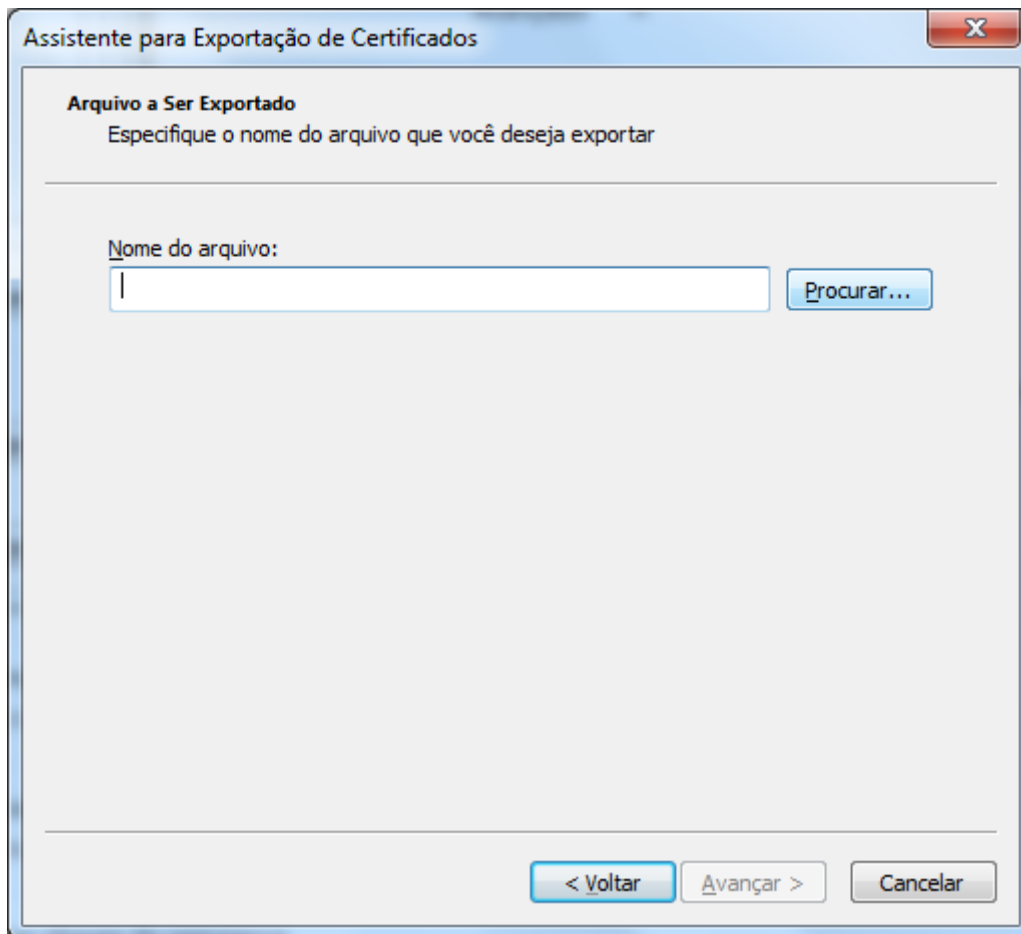 Assistente para Exportação de Certificados
Arquivo a Ser Exportado
Especifique o nome do arquivo que você deseja exportar
Nome do arquivo:
Procurar...
< Voltar
Avançar >
Cancelar